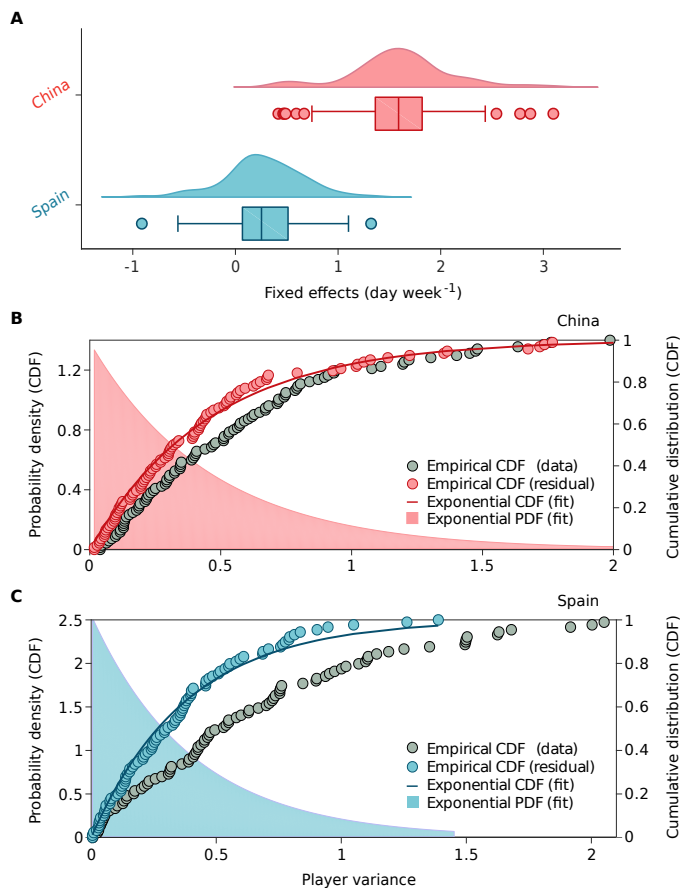 A
China
Spain
-1 0 1 2 3
Fixed effects (day week-1)
B
China
Probability density (CDF)
1.2
0.8
0.4
0
Empirical CDF (data)
Empirical CDF (residual)
Exponential CDF (fit)
Exponential PDF (fit)
1
0.8
0.6
0.4
0.2
0
Cumulative distribution (CDF)
0 0.5 1 1.5 2
C
Spain
Probability density (CDF)
2.5
2
1.5
1
0.5
0
Empirical CDF (data)
Empirical CDF (residual)
Exponential CDF (fit)
Exponential PDF (fit)
1
0.8
0.6
0.4
0.2
0
Cumulative distribution (CDF)
0 0.5 1 1.5 2
Player variance